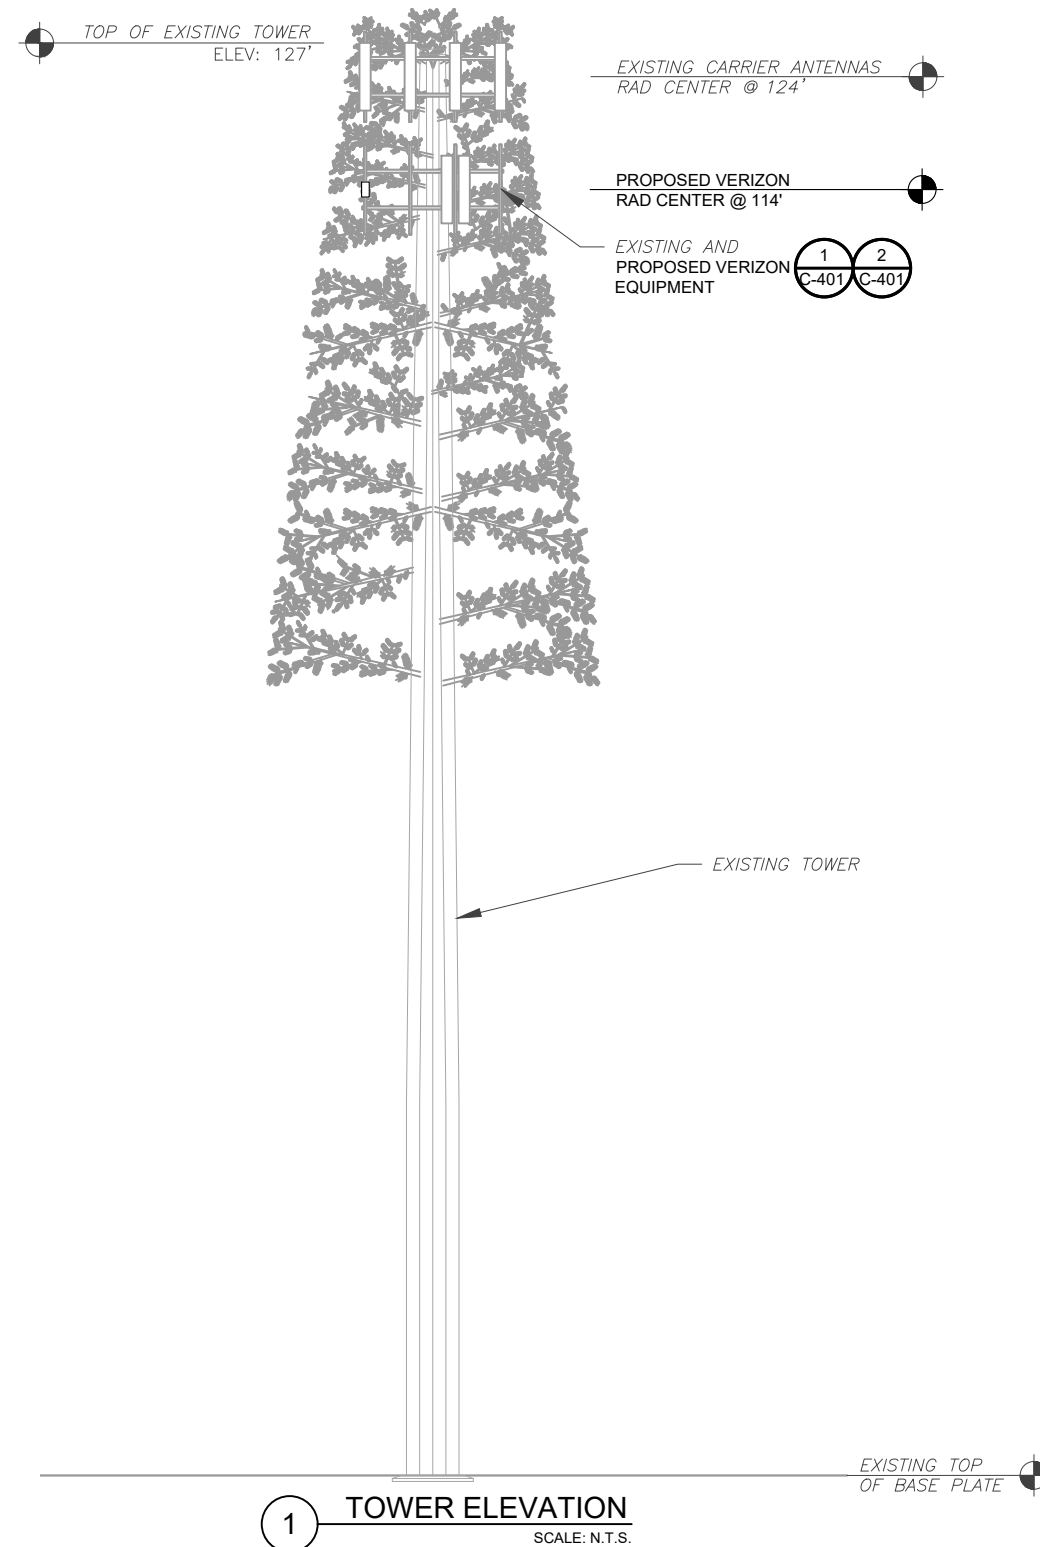 TOP OF EXISTING TOWER
ELEV: 127'
EXISTING CARRIER ANTENNAS
RAD CENTER @ 124'
PROPOSED VERIZON
RAD CENTER @ 114'
EXISTING AND
PROPOSED VERIZON
EQUIPMENT
1 2
C-401 C-401
EXISTING TOWER
EXISTING TOP
OF BASE PLATE
1 TOWER ELEVATION
SCALE: N.T.S.